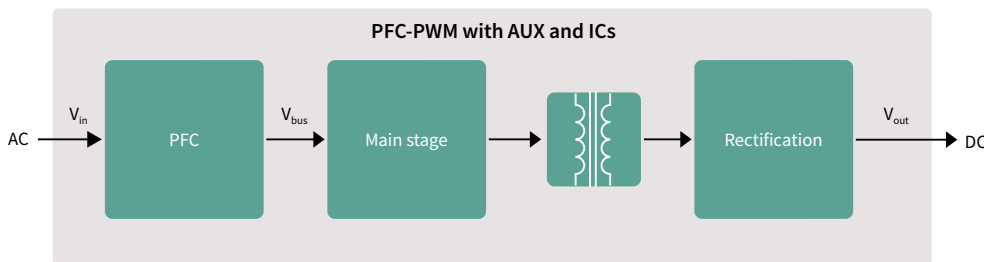 PFC-PWM with AUX and ICs
AC
Vin
PFC
Vbus
Main stage
Rectification
Vout
DC